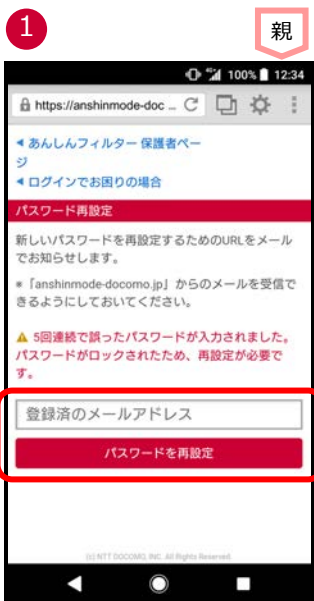 1
親
100% 12:34
https://anshinmode-doc ...
◀ あんしんフィルター 保護者ペー
ジ
◀ ログインでお困りの場合
パスワード再設定
新しいパスワードを再設定するためのURLをメール
でお知らせします。
※「anshinmode-docomo.jp」からのメールを受信で
きるようにしておいてください。
5回連続で誤ったパスワードが入力されました。
パスワードがロックされたため、再設定が必要で
す。
登録済のメールアドレス
パスワードを再設定
(c) NTT DOCOMO, INC. All Rights Reserved.